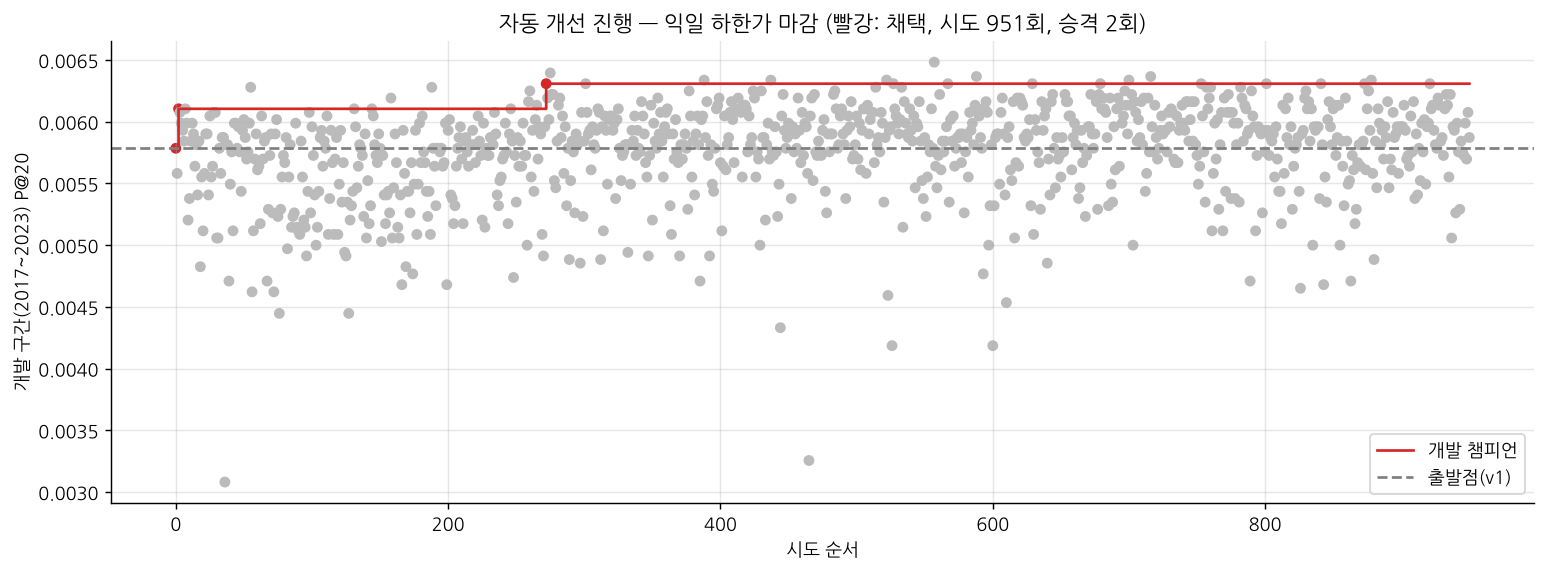 자동 개선 진행 — 익일 하한가 마감 (빨강: 채택, 시도 951회, 승격 2회)
개발 구간(2017~2023) P@20
0.0065
0.0060
0.0055
0.0050
0.0045
0.0040
0.0035
0.0030
0
200
400
600
800
시도 순서
개발 챔피언
출발점(v1)